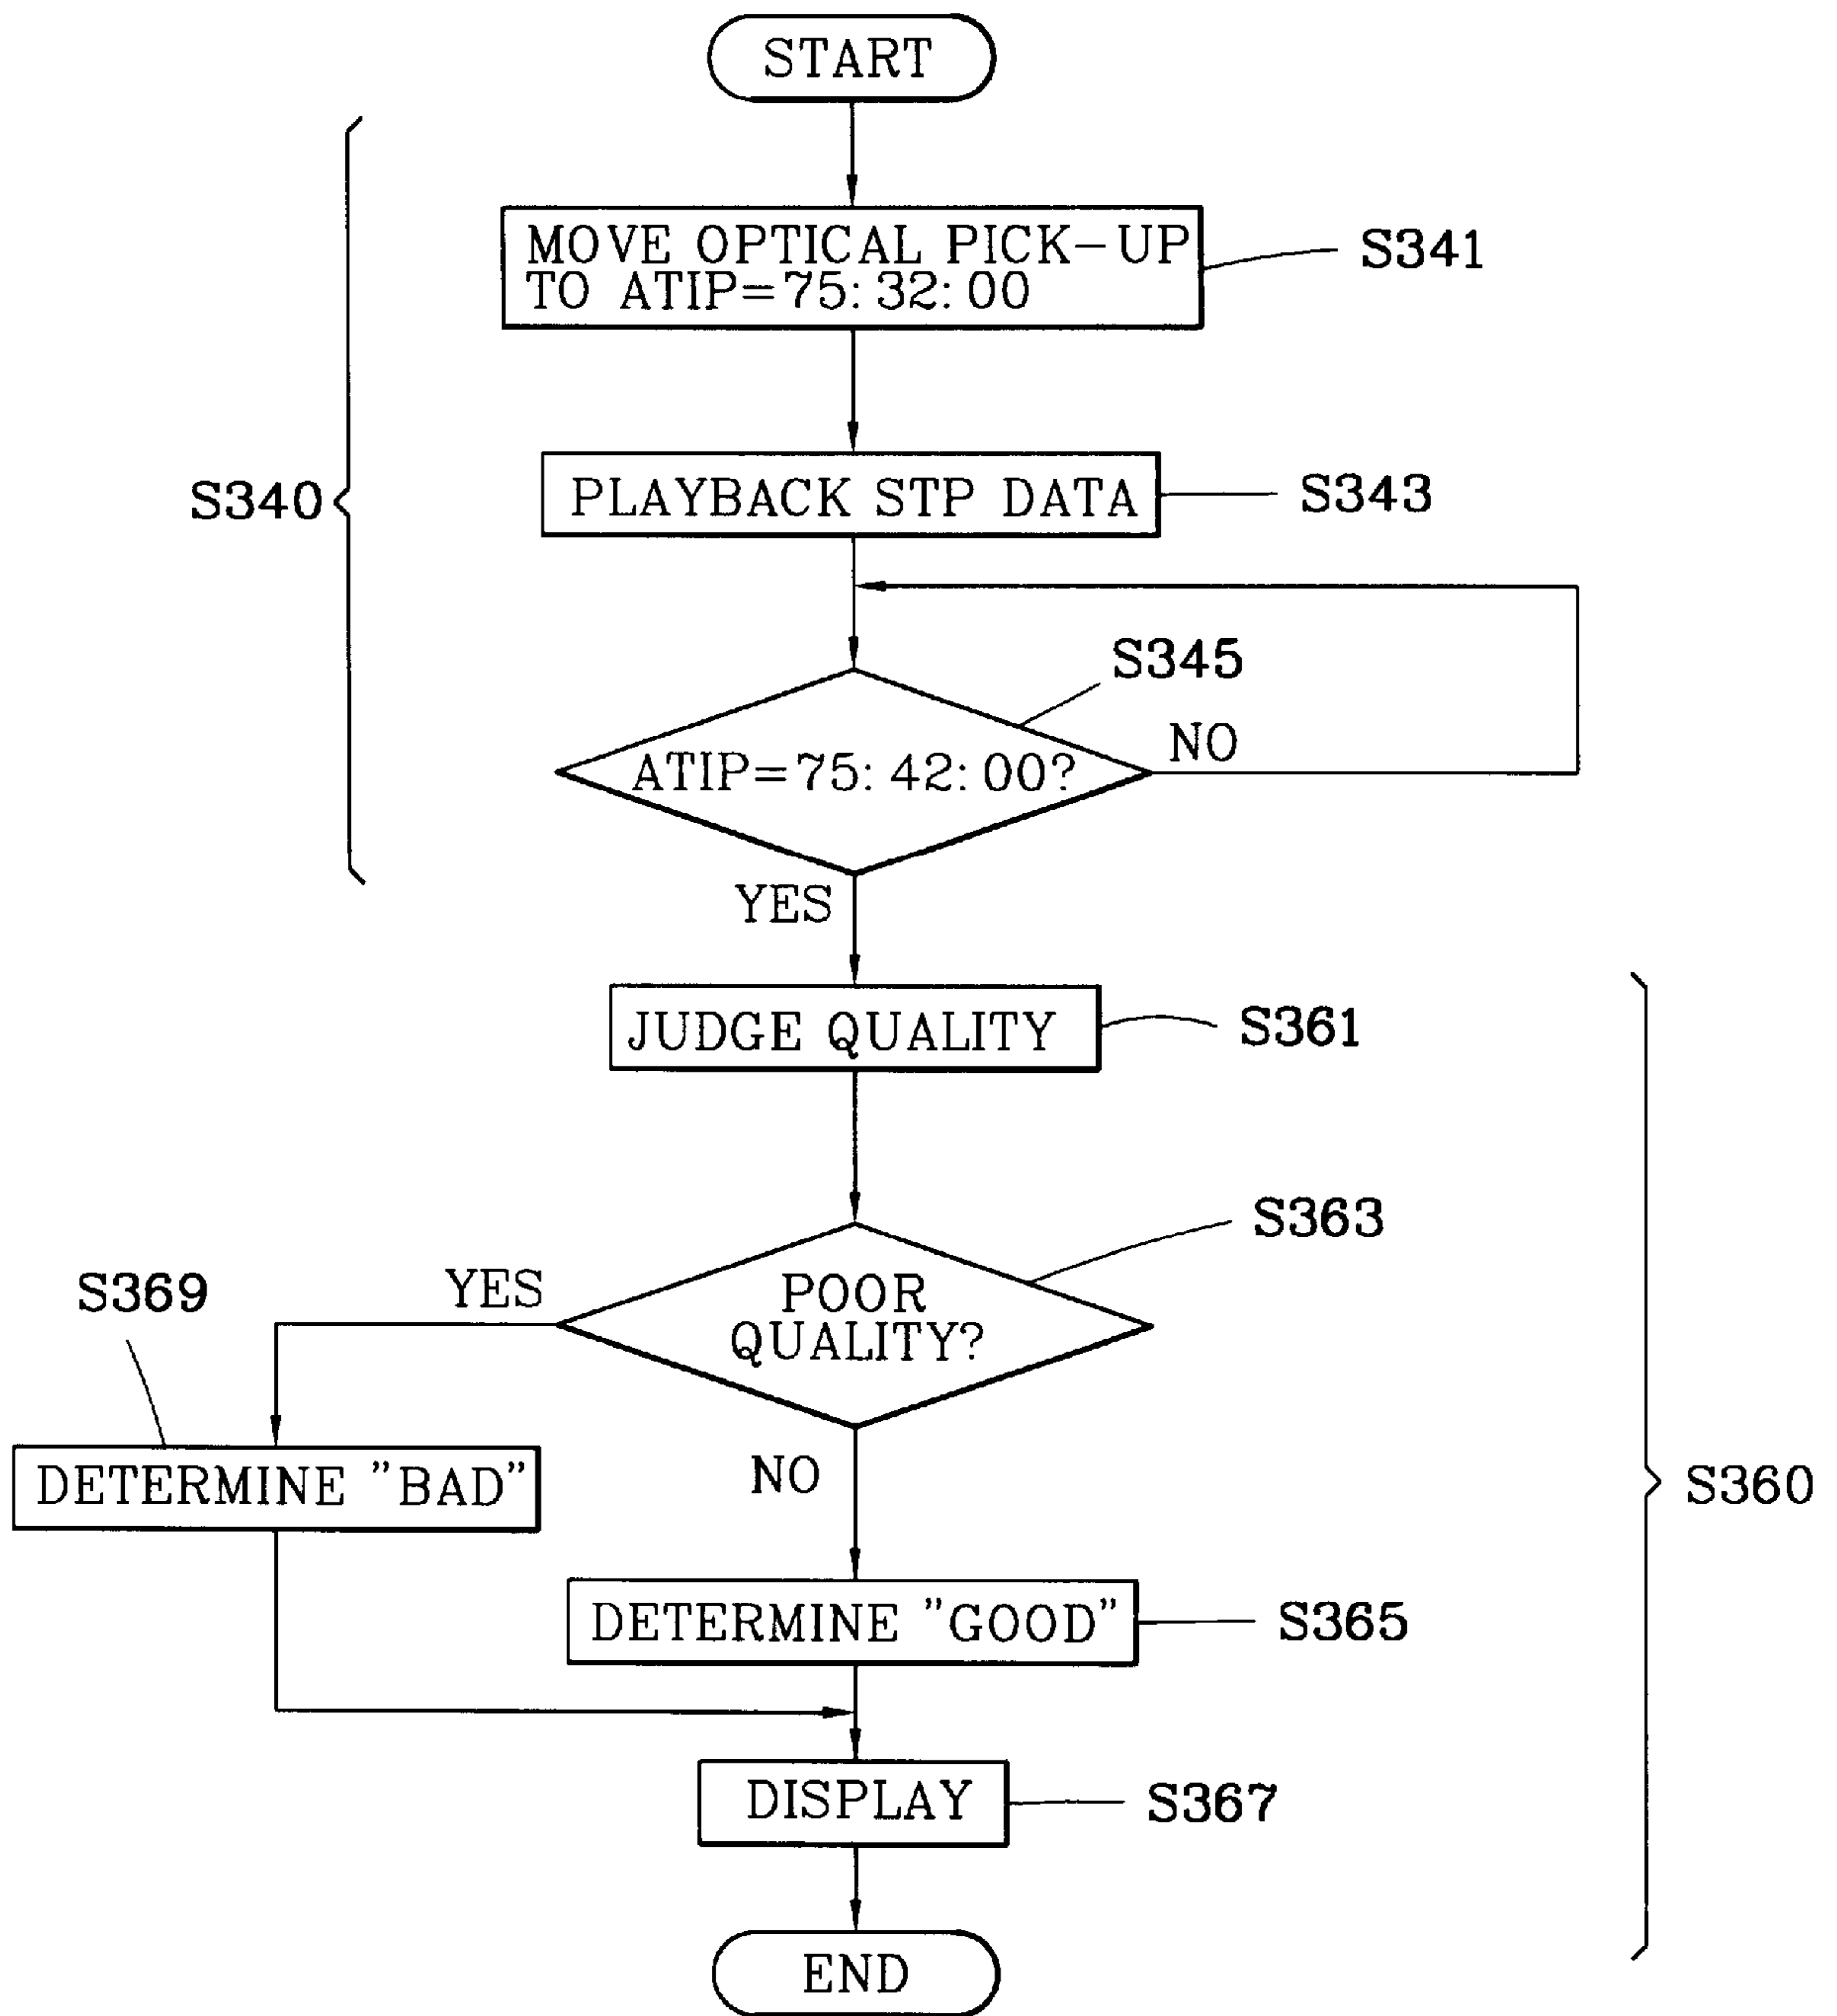 START
MOVE OPTICAL PICK-UP
TO ATIP=75:32:00
S341
S340
PLAYBACK STP DATA
S343
S345
ATIP=75:42:00?
NO
YES
JUDGE QUALITY
S361
S363
S369
YES
POOR
QUALITY?
DETERMINE "BAD"
NO
S360
DETERMINE "GOOD"
S365
DISPLAY
S367
END